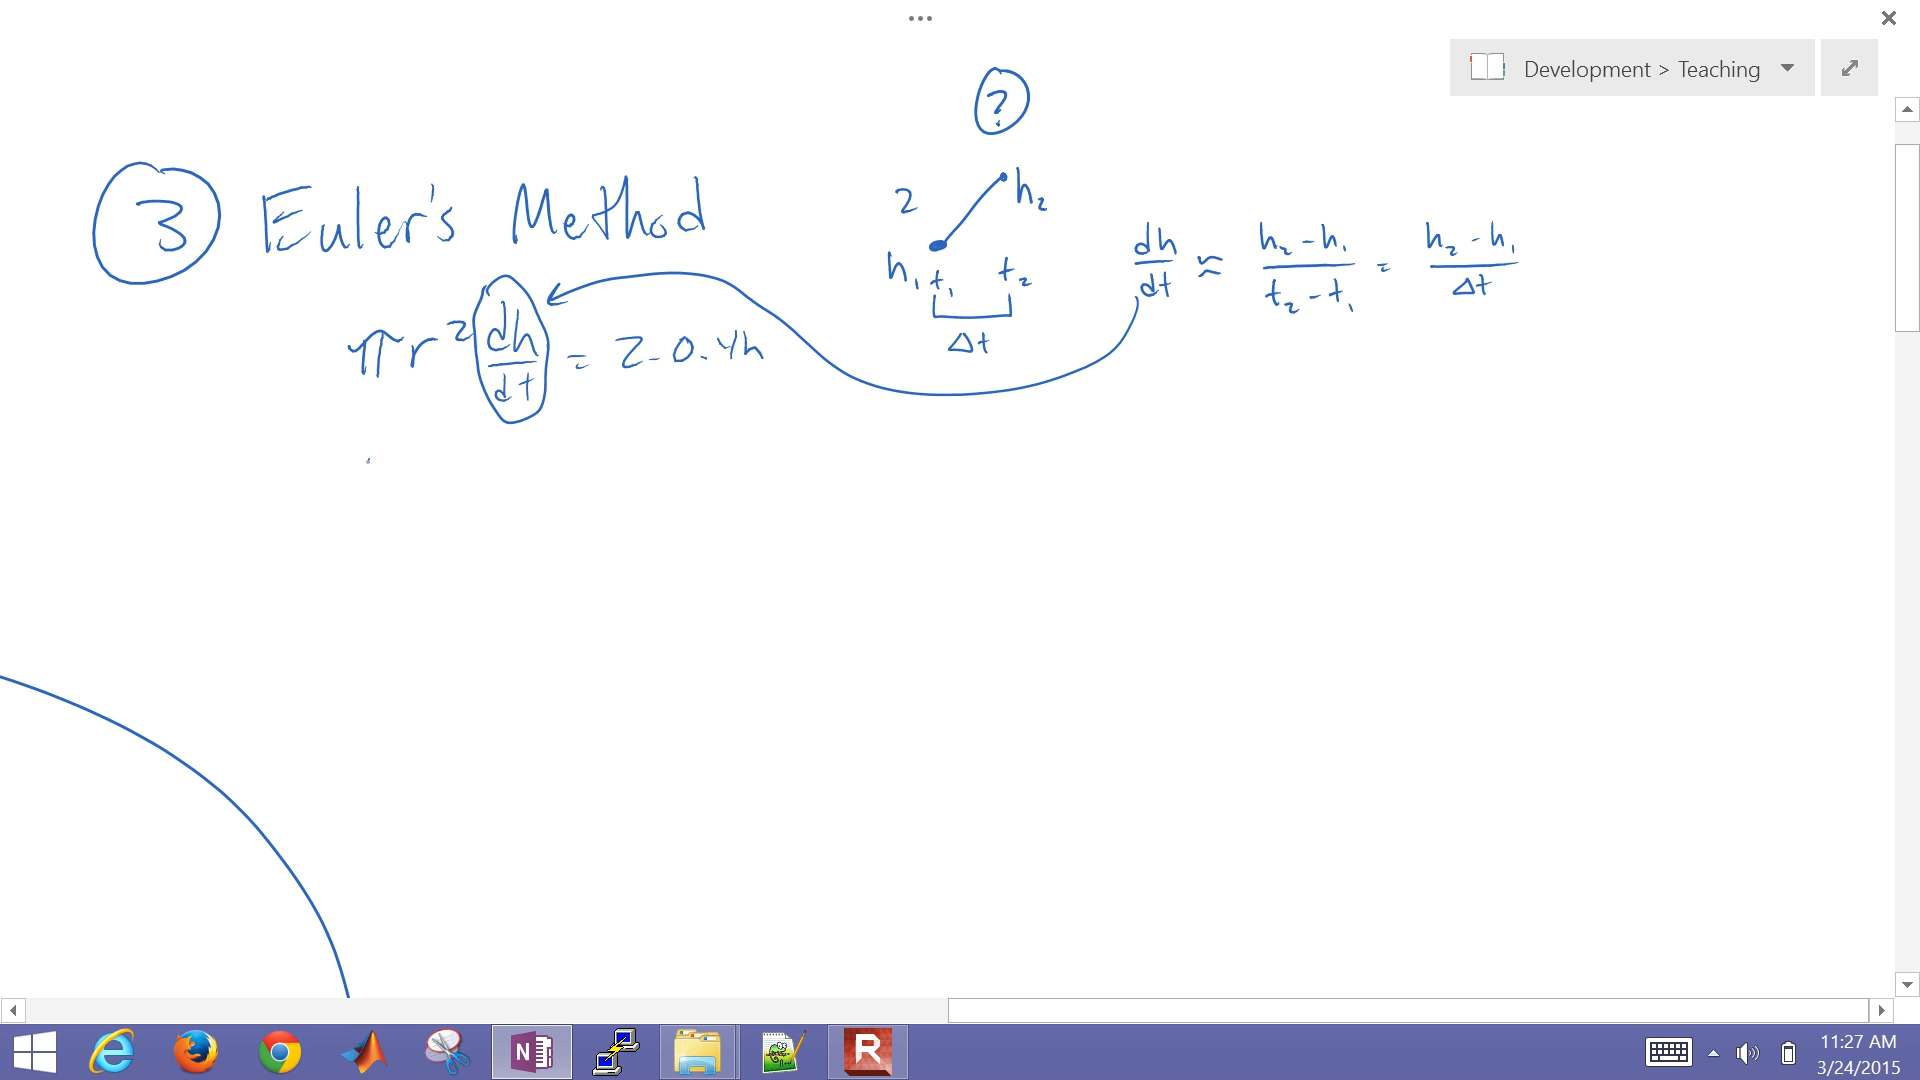 ...
Development > Teaching
?
3 Euler's Method
2
h₂
h₁ t₁ t₂
Δt
dh/dt ≈ (h₂ - h₁)/(t₂ - t₁) = (h₂ - h₁)/Δt
πr² dh/dt = 2 - 0.4h
N
R
11:27 AM
3/24/2015